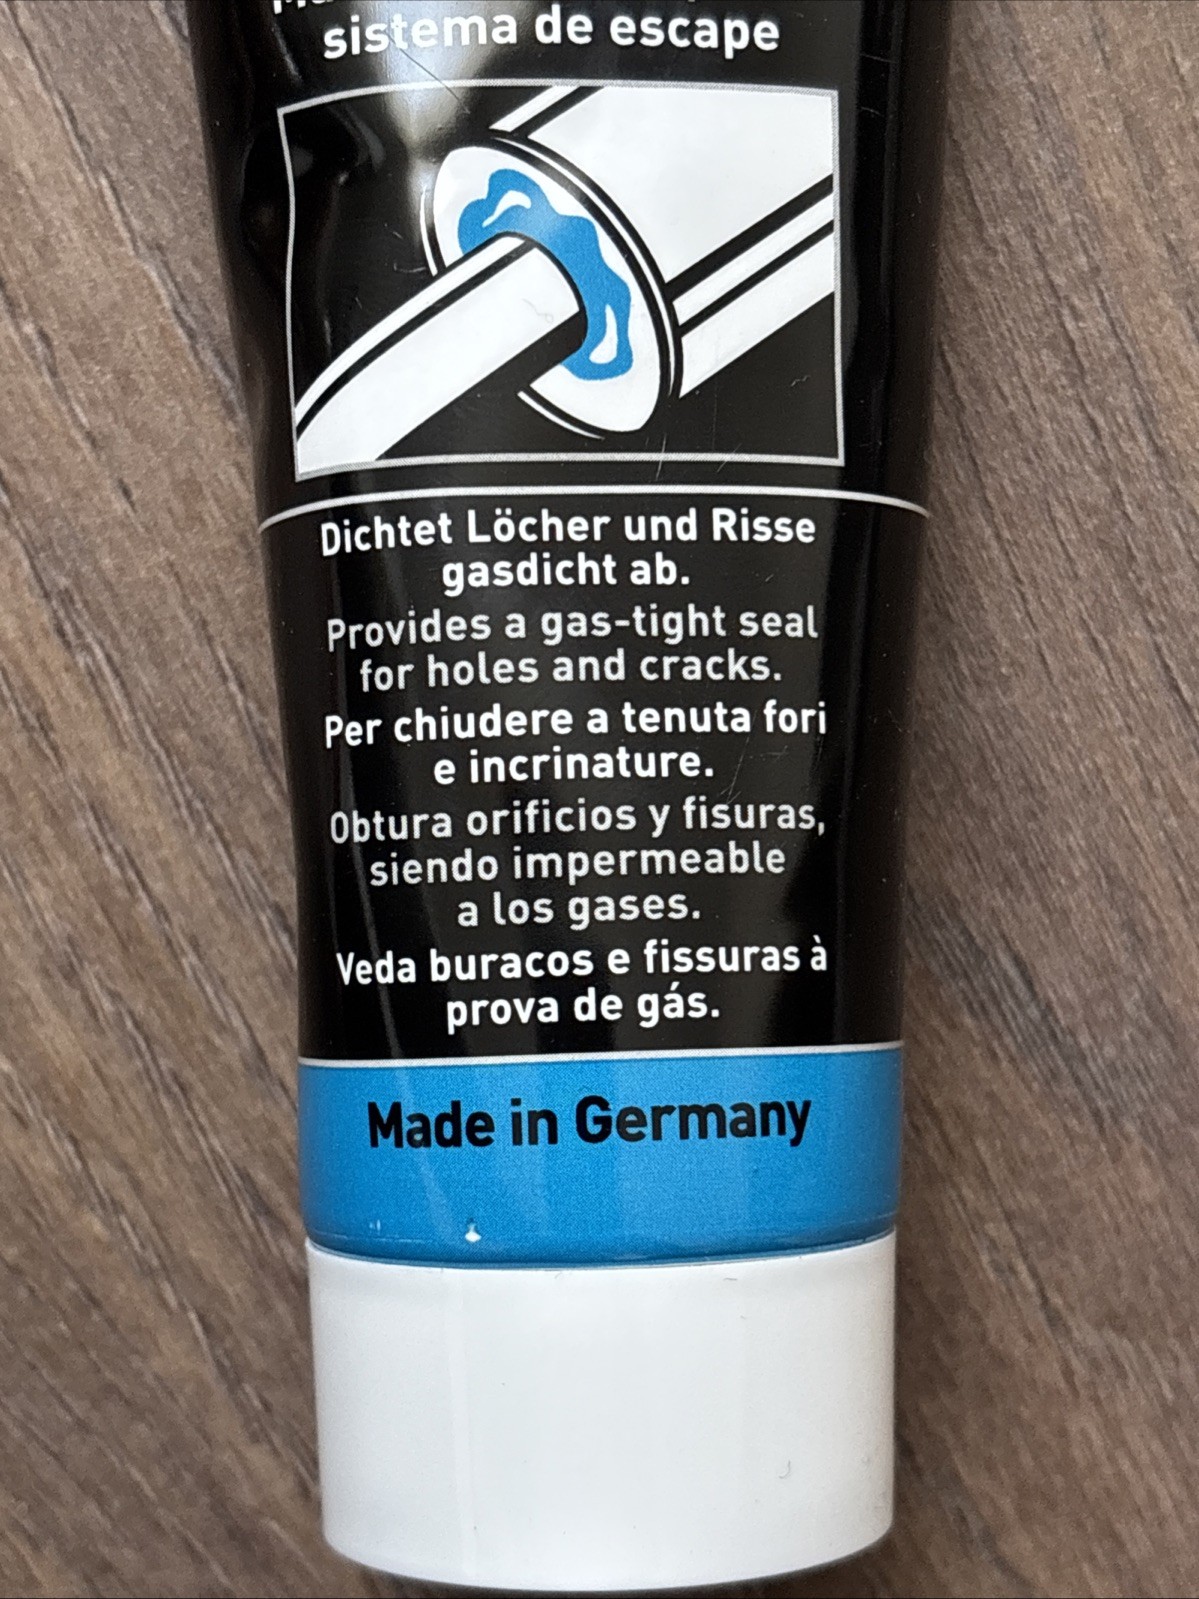 sistema de escape
Dichtet Löcher und Risse
gasdicht ab.
Provides a gas-tight seal
for holes and cracks.
Per chiudere a tenuta fori
e incrinature.
Obtura orificios y fisuras,
siendo impermeable
a los gases.
Veda buracos e fissuras à
prova de gás.
Made in Germany